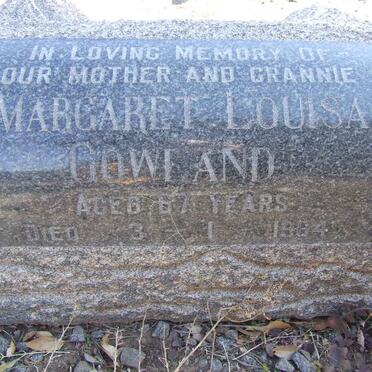 IN LOVING MEMORY OF
OUR MOTHER AND GRANNIE
MARGARET LOUISA
GOWLAND
AGED 67 YEARS
DIED 3 1 1964